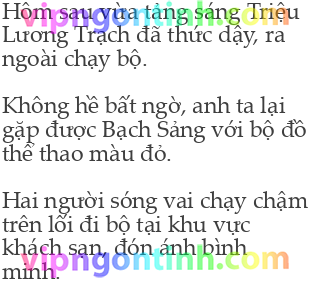 Hôm sau vừa tảng sáng Triệu
Lương Trạch đã thức dậy, ra
ngoài chạy bộ.
Không hề bất ngờ, anh ta lại
gặp được Bạch Sảng với bộ đồ
thể thao màu đỏ.
Hai người sóng vai chạy chậm
trên lối đi bộ tại khu vực
khách sạn, đón ánh bình
minh.
vipngontinh.com
vipngontinh.com